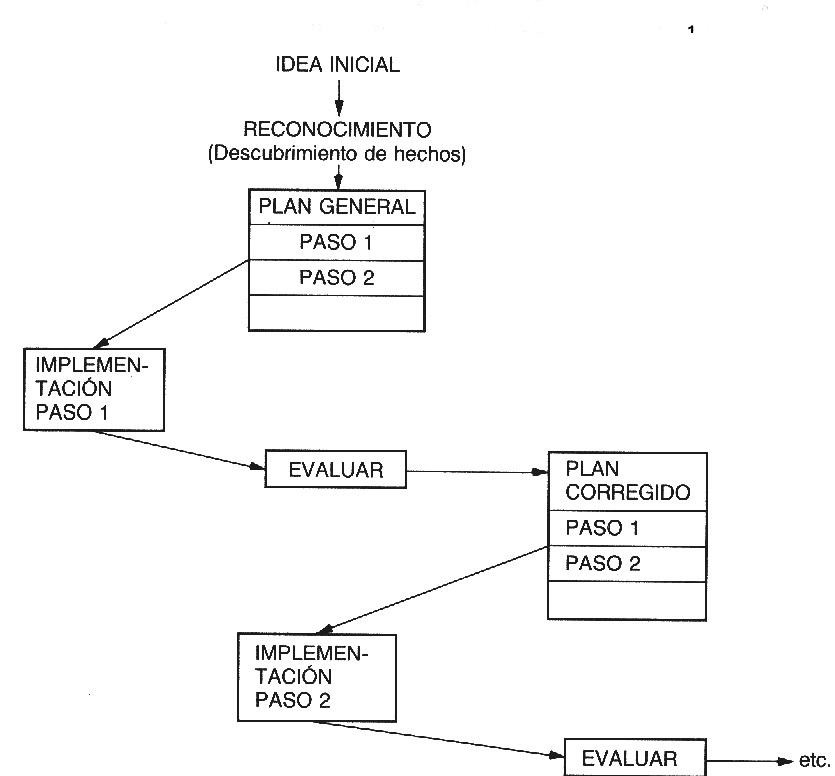 1
IDEA INICIAL
RECONOCIMIENTO
(Descubrimiento de hechos)
PLAN GENERAL
PASO 1
PASO 2
IMPLEMEN-
TACIÓN
PASO 1
EVALUAR
PLAN
CORREGIDO
PASO 1
PASO 2
IMPLEMEN-
TACIÓN
PASO 2
EVALUAR
etc.